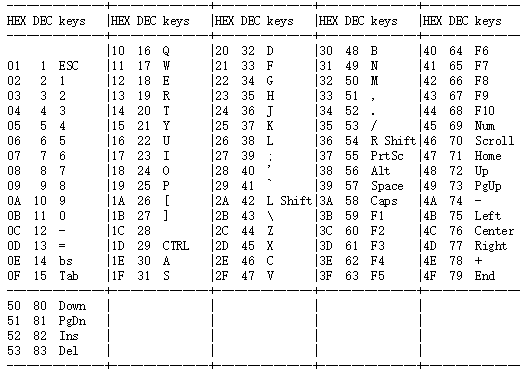 HEX DEC keys |HEX DEC keys |HEX DEC keys |HEX DEC keys |HEX DEC keys
|10 16 Q |20 32 D |30 48 B |40 64 F6
01 1 ESC |11 17 W |21 33 F |31 49 N |41 65 F7
02 2 1 |12 18 E |22 34 G |32 50 M |42 66 F8
03 3 2 |13 19 R |23 35 H |33 51 , |43 67 F9
04 4 3 |14 20 T |24 36 J |34 52 . |44 68 F10
05 5 4 |15 21 Y |25 37 K |35 53 / |45 69 Num
06 6 5 |16 22 U |26 38 L |36 54 R Shift|46 70 Scroll
07 7 6 |17 23 I |27 39 ; |37 55 PrtSc |47 71 Home
08 8 7 |18 24 O |28 40 ' |38 56 Alt |48 72 Up
09 9 8 |19 25 P |29 41 ` |39 57 Space |49 73 PgUp
0A 10 9 |1A 26 [ |2A 42 L Shift|3A 58 Caps |4A 74 -
0B 11 0 |1B 27 ] |2B 43 \ |3B 59 F1 |4B 75 Left
0C 12 - |1C 28 |2C 44 Z |3C 60 F2 |4C 76 Center
0D 13 = |1D 29 CTRL |2D 45 X |3D 61 F3 |4D 77 Right
0E 14 bs |1E 30 A |2E 46 C |3E 62 F4 |4E 78 +
0F 15 Tab |1F 31 S |2F 47 V |3F 63 F5 |4F 79 End
50 80 Down
51 81 PgDn
52 82 Ins
53 83 Del